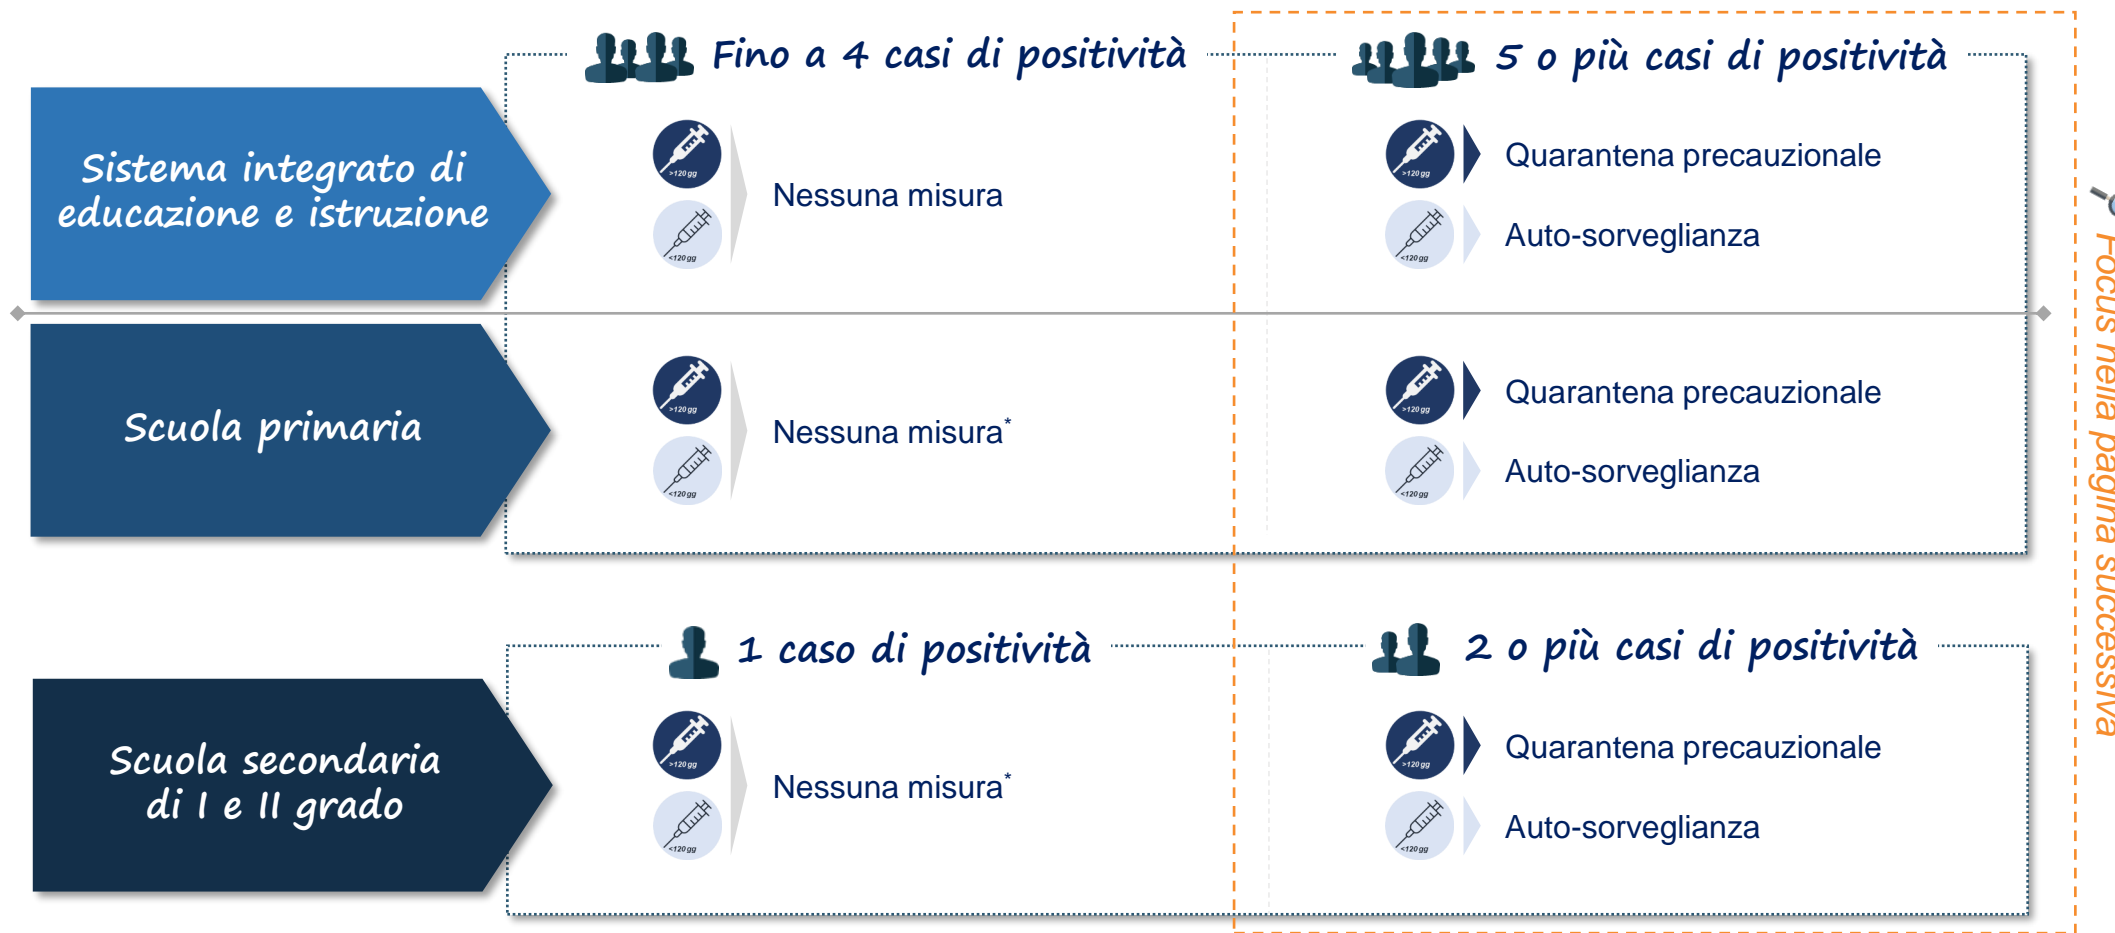 Fino a 4 casi di positività
5 o più casi di positività
Sistema integrato di
educazione e istruzione
>120 gg
<120 gg
Nessuna misura
>120 gg
Quarantena precauzionale
<120 gg
Auto-sorveglianza
Scuola primaria
>120 gg
<120 gg
Nessuna misura*
>120 gg
Quarantena precauzionale
<120 gg
Auto-sorveglianza
1 caso di positività
2 o più casi di positività
Scuola secondaria
di I e II grado
>120 gg
<120 gg
Nessuna misura*
>120 gg
Quarantena precauzionale
<120 gg
Auto-sorveglianza
Focus nella pagina successiva